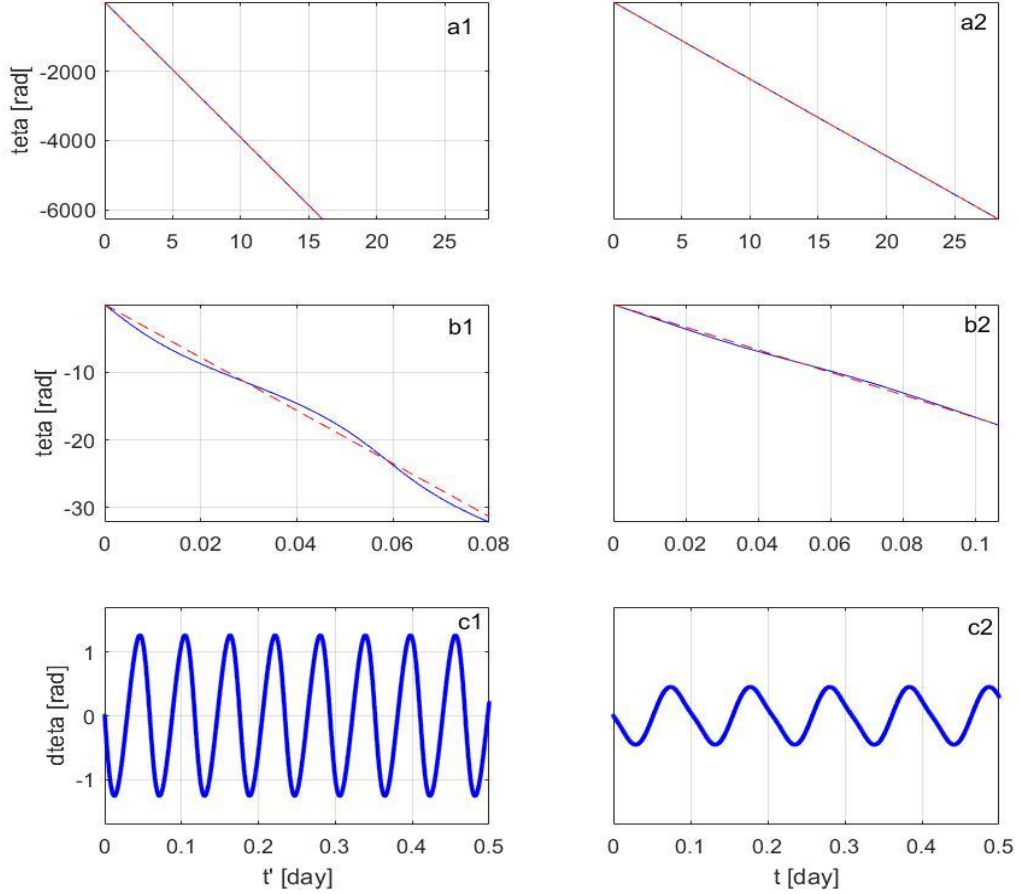 a1
a2
teta [rad[
-2000
-4000
-6000
0 5 10 15 20 25
0 5 10 15 20 25
b1
b2
teta [rad[
-10
-20
-30
0 0.02 0.04 0.06 0.08
0 0.02 0.04 0.06 0.08 0.1
c1
c2
dteta [rad]
1
0
-1
0 0.1 0.2 0.3 0.4 0.5
0 0.1 0.2 0.3 0.4 0.5
t' [day]
t [day]